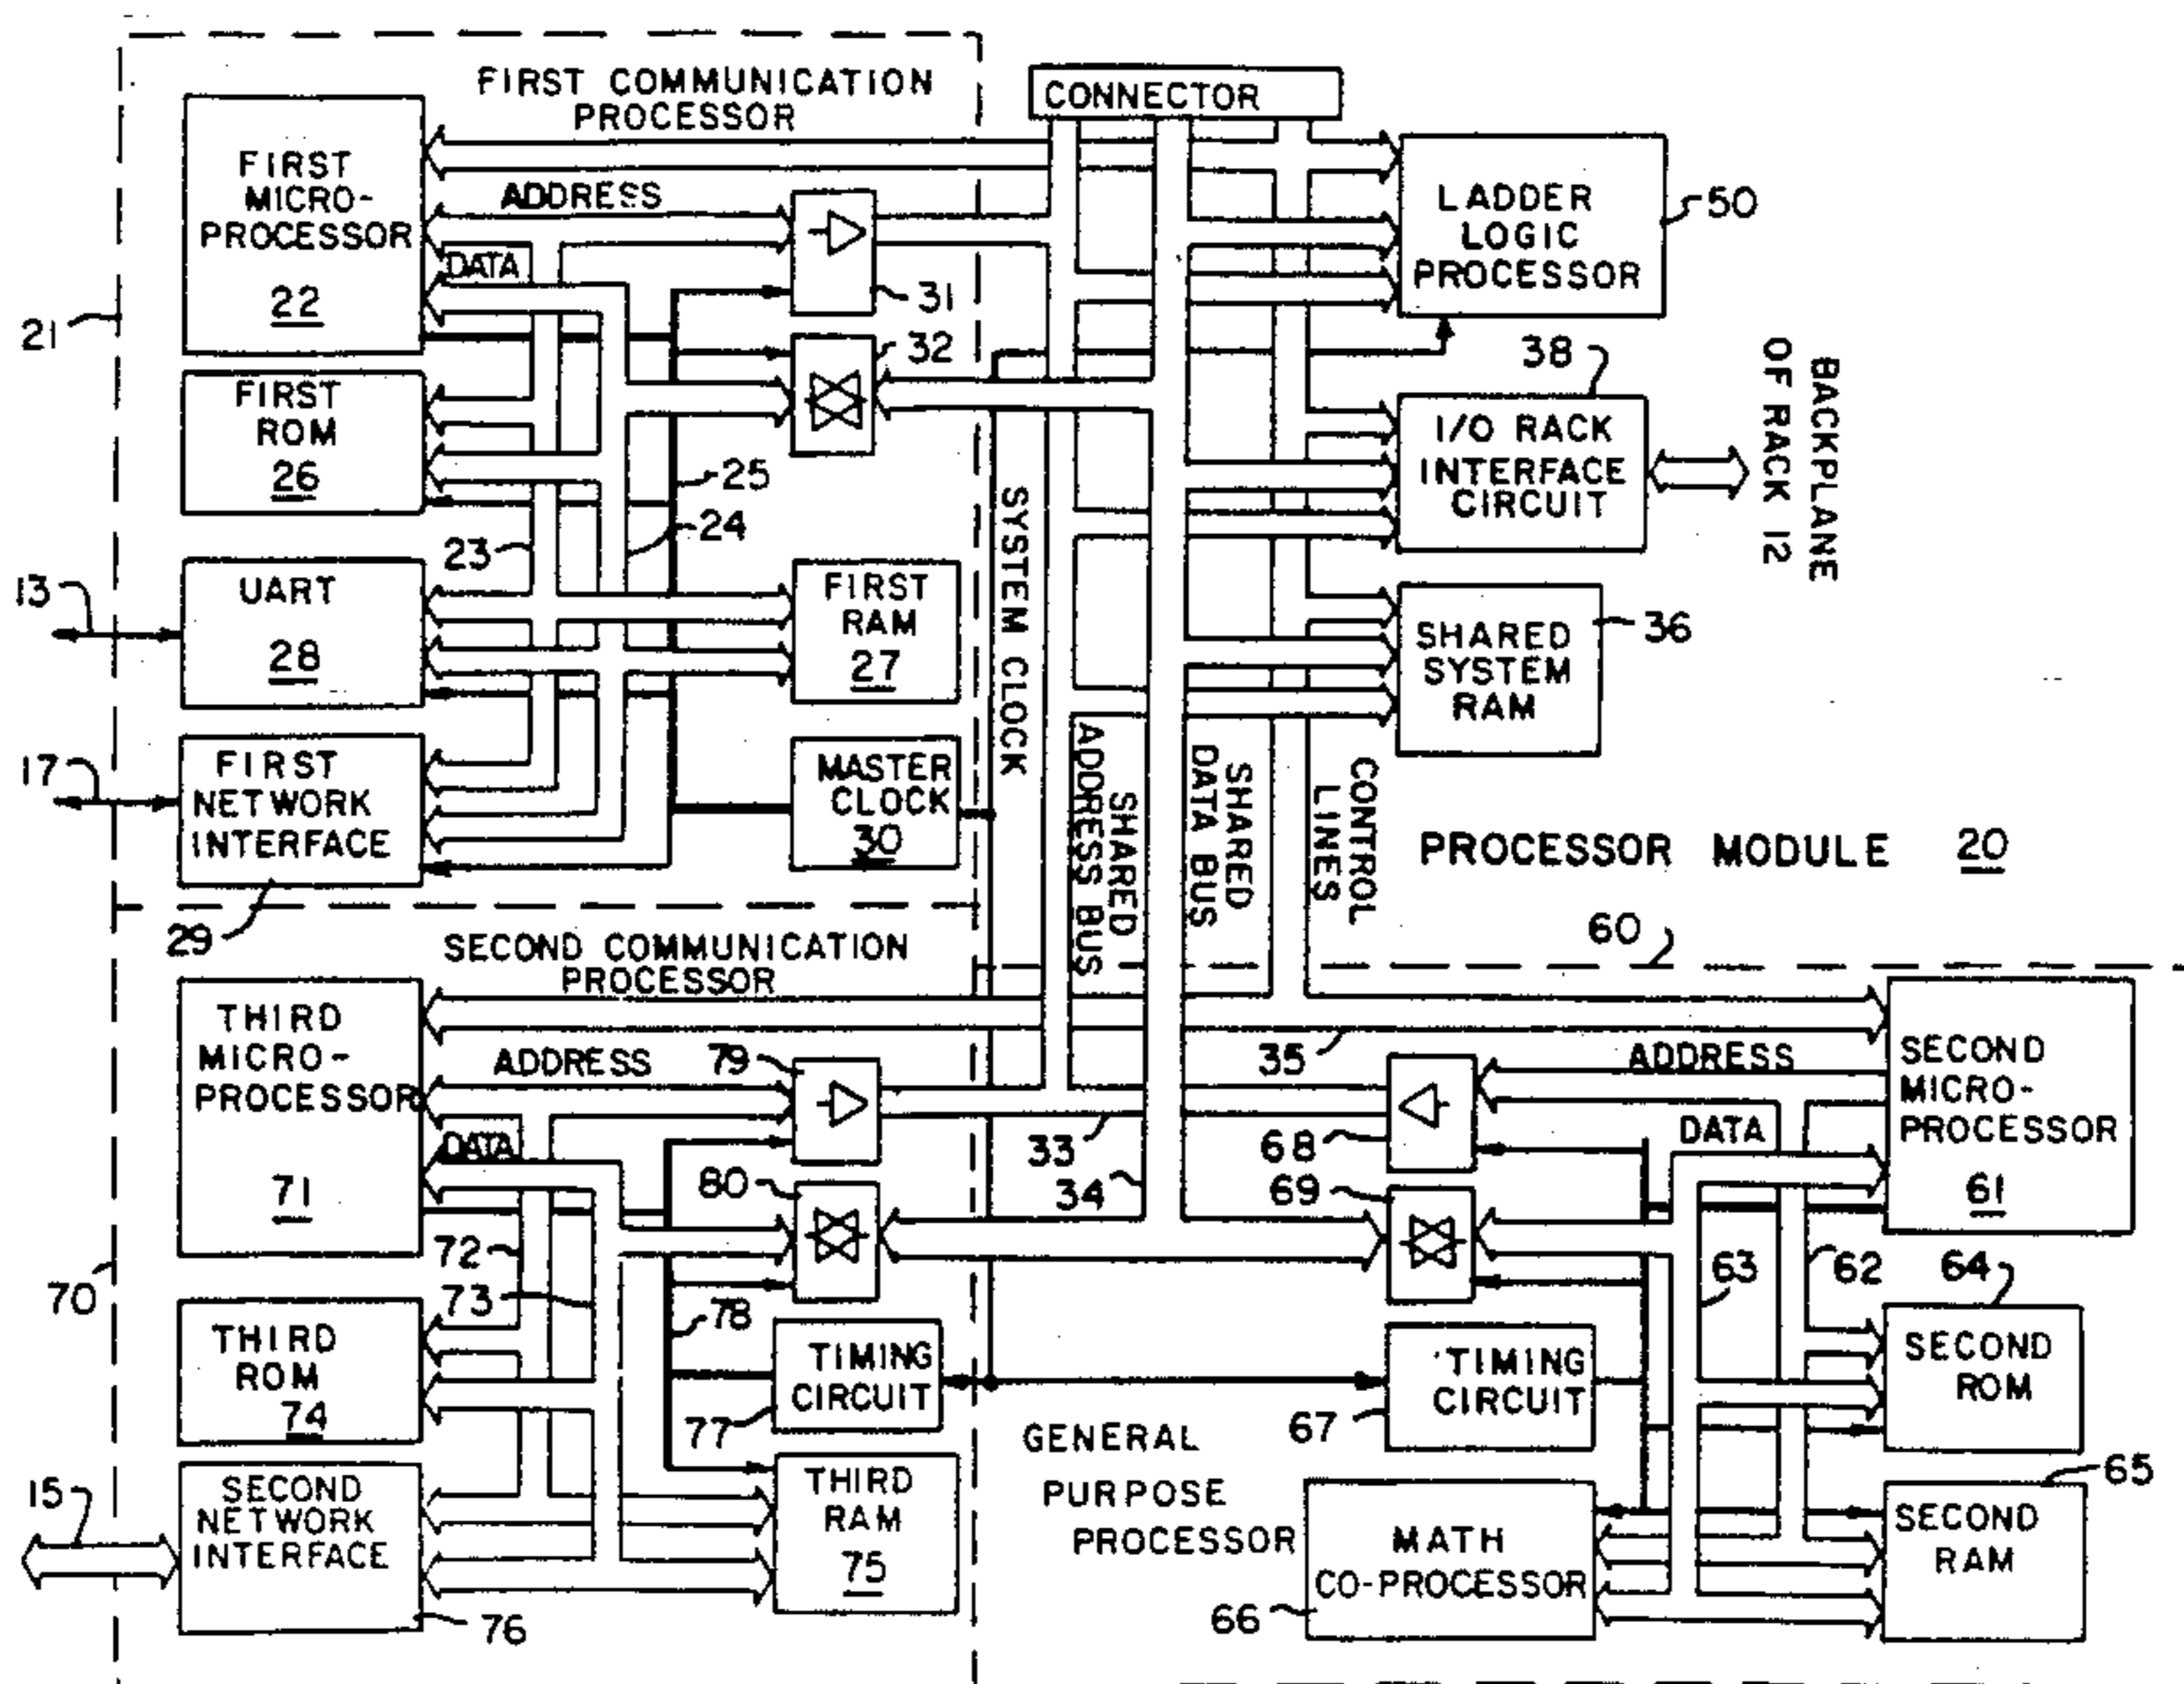 FIRST COMMUNICATION
PROCESSOR
CONNECTOR
FIRST
MICRO-
PROCESSOR
22
ADDRESS
DATA
31
32
21
LADDER
LOGIC
PROCESSOR
50
FIRST
ROM
26
25
24
23
38
I/O RACK
INTERFACE
CIRCUIT
BACKPLANE
OF RACK 12
13
UART
28
FIRST
RAM
27
SYSTEM CLOCK
SHARED
SYSTEM
RAM
36
17
FIRST
NETWORK
INTERFACE
29
MASTER
CLOCK
30
SHARED
ADDRESS BUS
SHARED
DATA BUS
CONTROL
LINES
PROCESSOR MODULE 20
60
SECOND COMMUNICATION
PROCESSOR
THIRD
MICRO-
PROCESSOR
71
ADDRESS
DATA
79
80
33
34
35
68
69
ADDRESS
DATA
SECOND
MICRO-
PROCESSOR
61
70
72
73
78
63
62
64
THIRD
ROM
74
TIMING
CIRCUIT
77
TIMING
CIRCUIT
67
SECOND
ROM
GENERAL
PURPOSE
PROCESSOR
15
SECOND
NETWORK
INTERFACE
76
THIRD
RAM
75
MATH
CO-PROCESSOR
66
65
SECOND
RAM